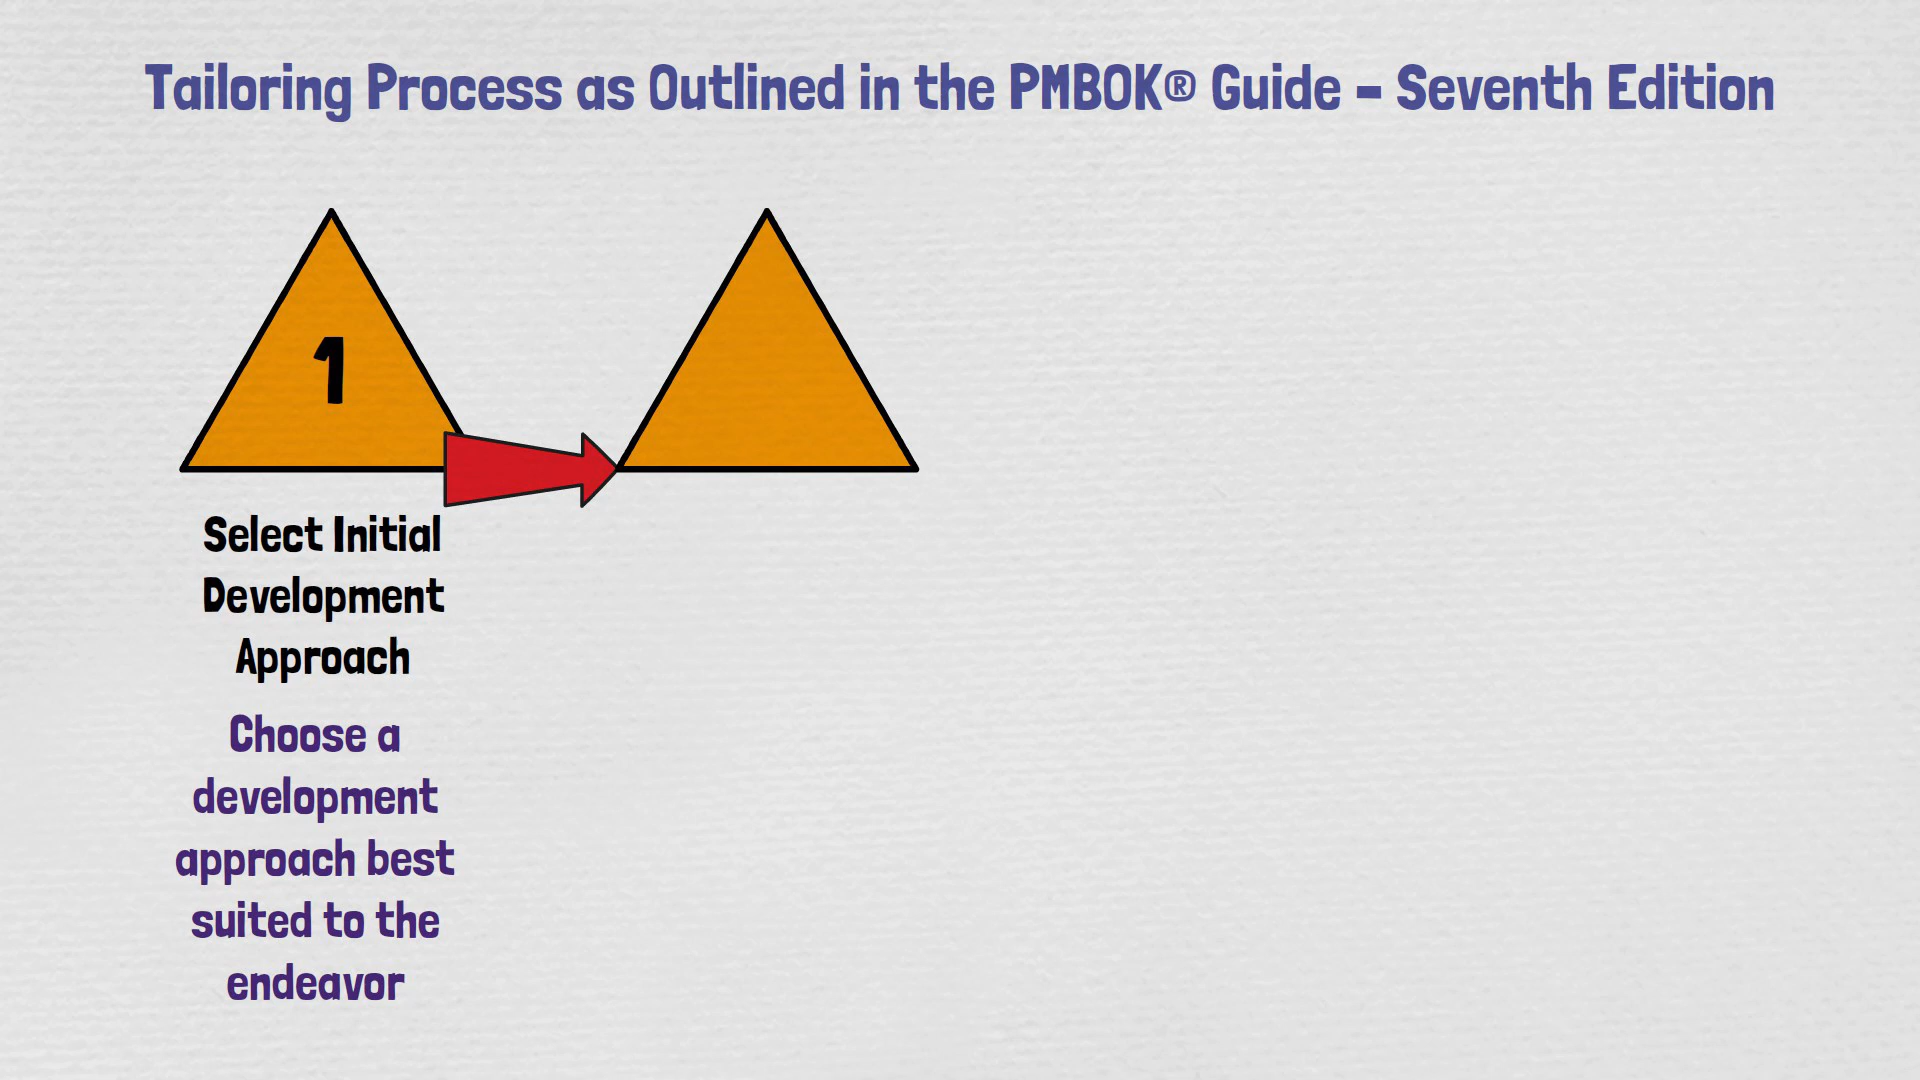 Tailoring Process as Outlined in the PMBOK® Guide – Seventh Edition
1
Select Initial
Development
Approach
Choose a
development
approach best
suited to the
endeavor